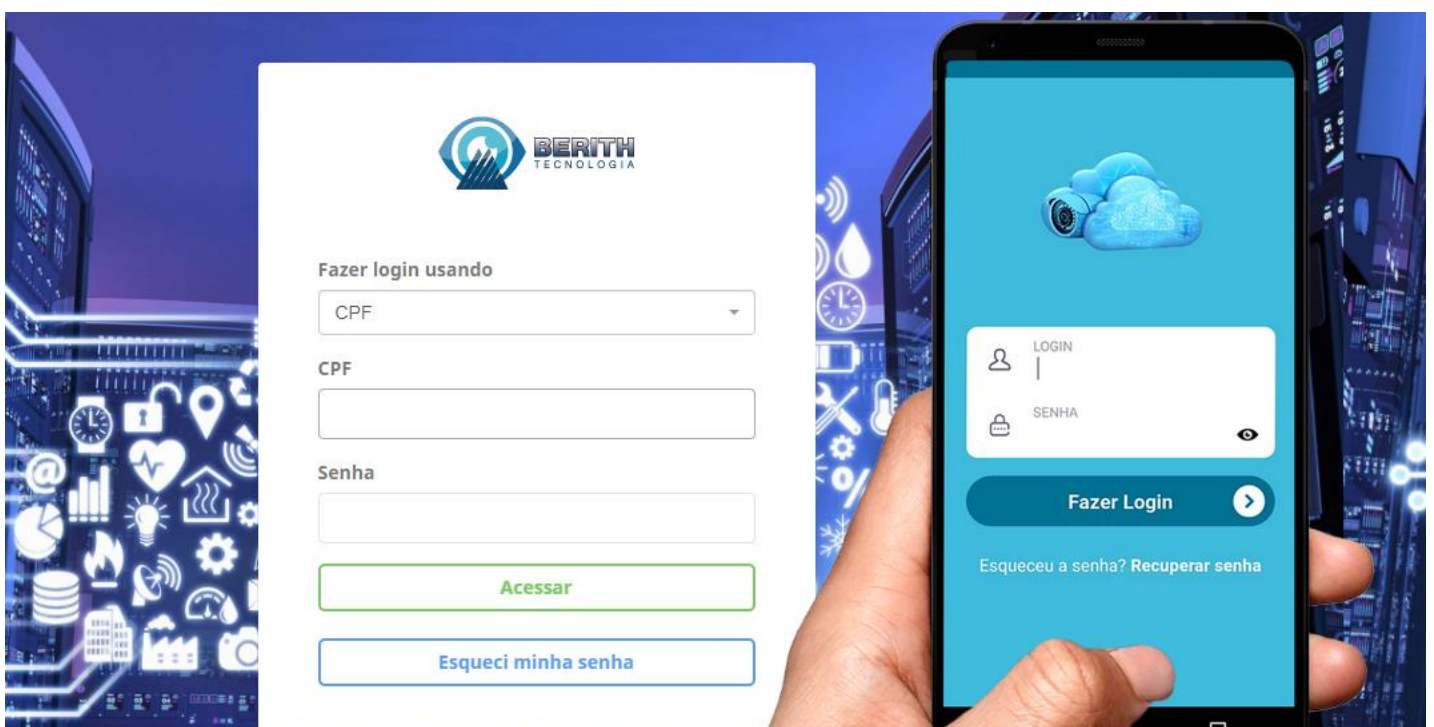 BERITH
TECNOLOGIA
Fazer login usando
CPF
CPF
Senha
Acessar
Esqueci minha senha
LOGIN
SENHA
Fazer Login
Esqueceu a senha? Recuperar senha